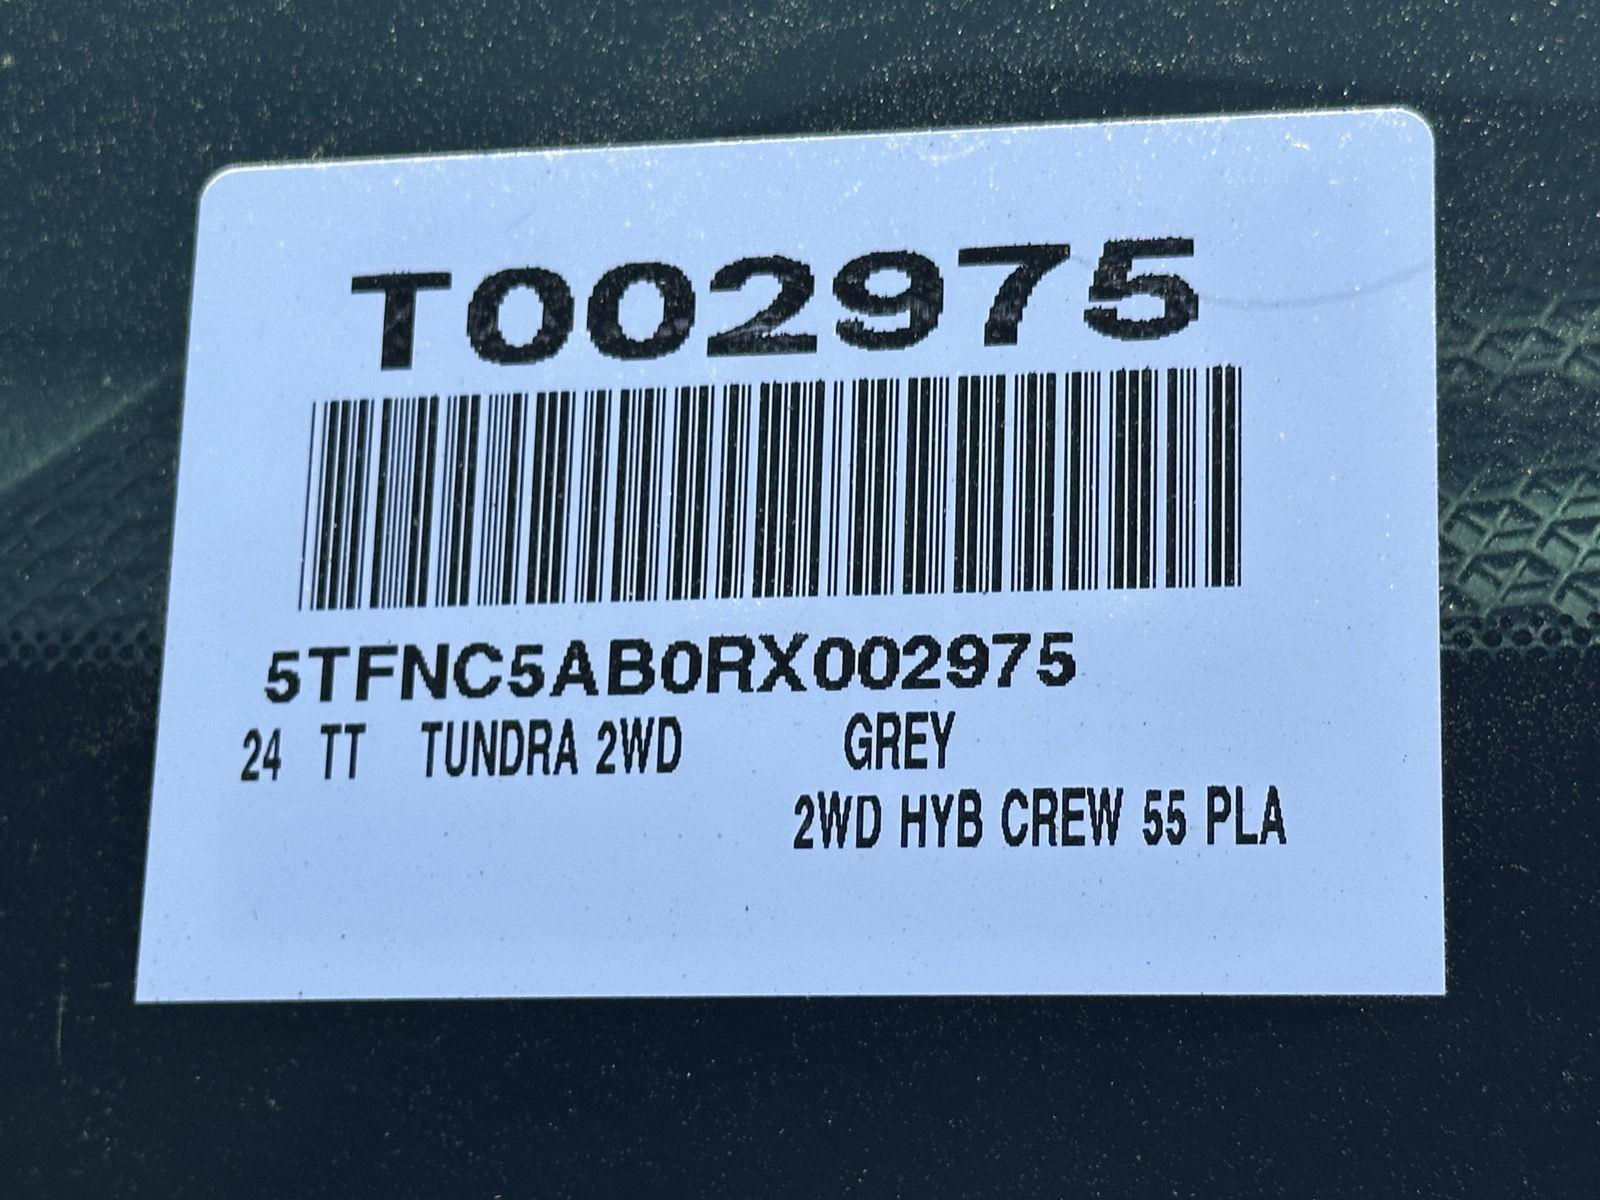 T002975
5TFNC5AB0RX002975
24 TT TUNDRA 2WD GREY
2WD HYB CREW 55 PLA